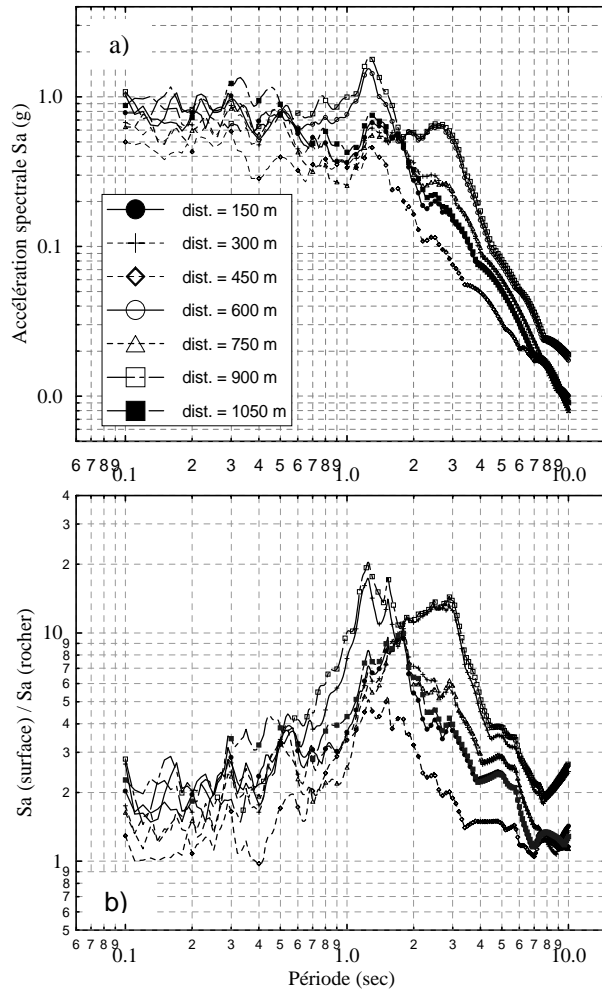 a)
1.0
0.1
0.0
Accélération spectrale Sa (g)
dist. = 150 m
dist. = 300 m
dist. = 450 m
dist. = 600 m
dist. = 750 m
dist. = 900 m
dist. = 1050 m
6 7 8 9 2 3 4 5 6 7 8 9 2 3 4 5 6 7 8 9
0.1 1.0 10.0
4
3
2
10
9
8
7
6
5
4
3
2
1
9
8
7
6
5
Sa (surface) / Sa (rocher)
b)
6 7 8 9 2 3 4 5 6 7 8 9 2 3 4 5 6 7 8 9
0.1 1.0 10.0
Période (sec)